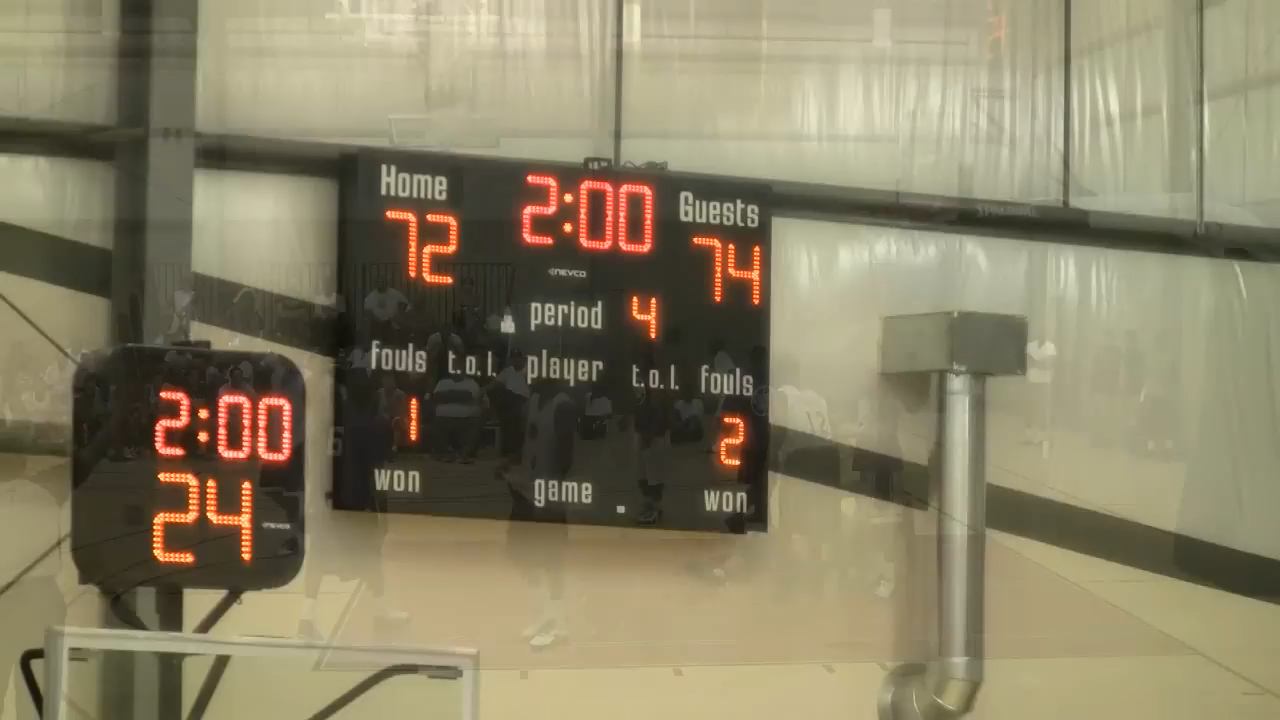 Home 2:00 Guests
72 74
NEVCO
period 4
fouls t.o.l. player t.o.l. fouls
1 2
won game won
2:00
24
NEVCO